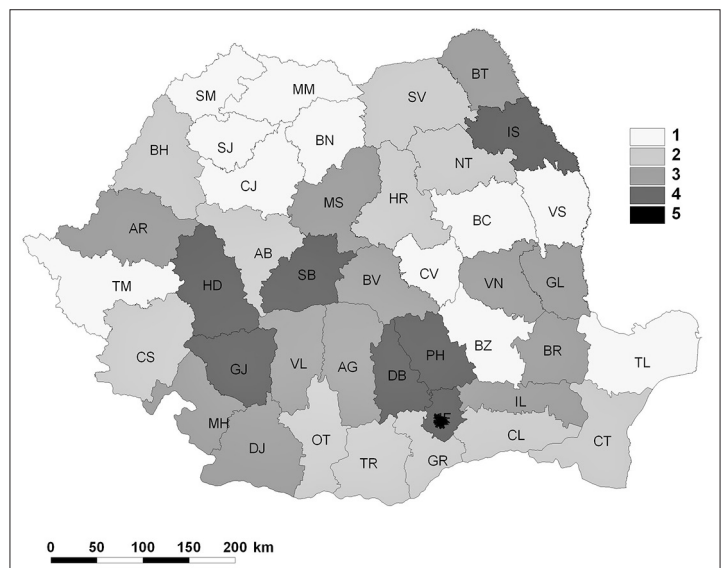 BT
MM
SM
SV
IS
SJ
BN
BH
NT
CJ
MS
HR
BC
VS
AR
AB
SB
BV
CV
VN
GL
TM
HD
CS
GJ
VL
AG
DB
PH
BZ
BR
TL
IL
MH
DJ
OT
TR
GR
CL
CT
1
2
3
4
5
0 50 100 150 200 km